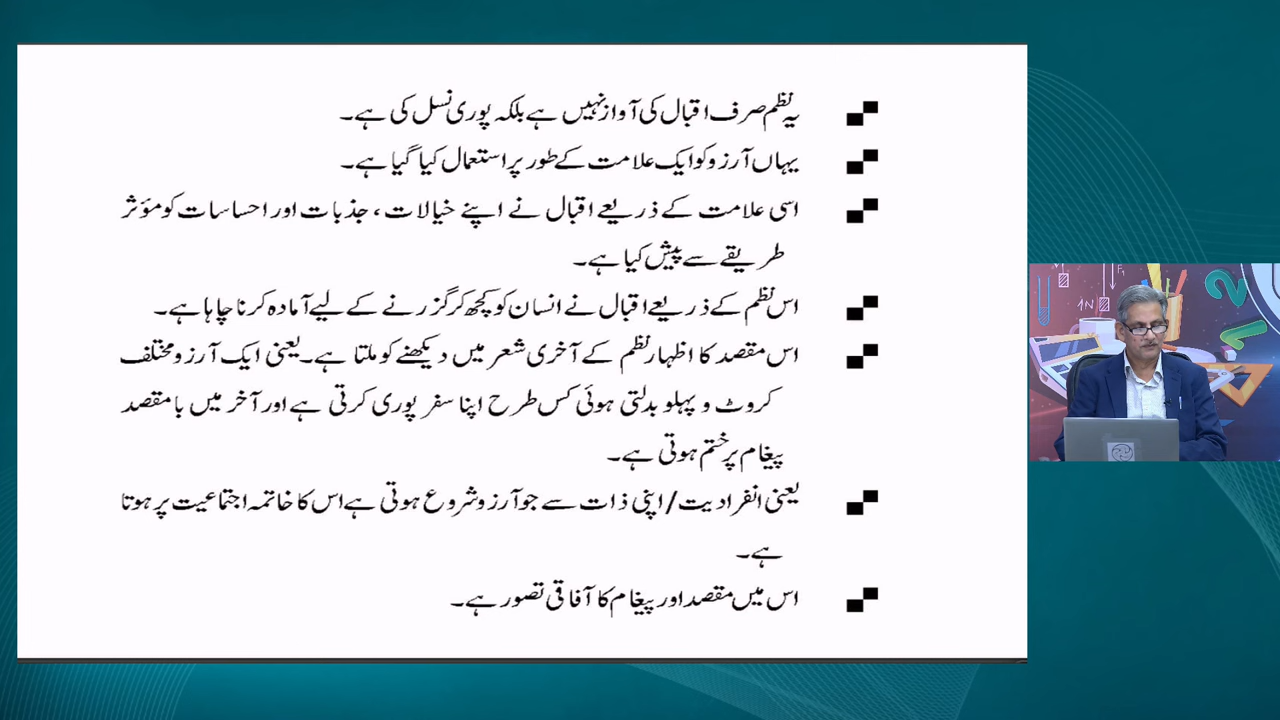 یہ نظم صرف اقبال کی آواز نہیں ہے بلکہ پوری نسل کی ہے۔
یہاں آرزو کو ایک علامت کے طور پر استعمال کیا گیا ہے۔
اسی علامت کے ذریعے اقبال نے اپنے خیالات، جذبات اور احساسات کو مؤثر
طریقے سے پیش کیا ہے۔
اس نظم کے ذریعے اقبال نے انسان کو کچھ کر گزرنے کے لیے آمادہ کرنا چاہا ہے۔
اس مقصد کا اظہار نظم کے آخری شعر میں دیکھنے کو ملتا ہے۔ یعنی ایک آرزو مختلف
کروٹ و پہلو بدلتی ہوئی کس طرح اپنا سفر پوری کرتی ہے اور آخر میں با مقصد
پیغام پر ختم ہوتی ہے۔
یعنی انفرادیت/اپنی ذات سے جو آرزو شروع ہوتی ہے اس کا خاتمہ اجتماعیت پر ہوتا
ہے۔
اس میں مقصد اور پیغام کا آفاقی تصور ہے۔
1N
F₁
2